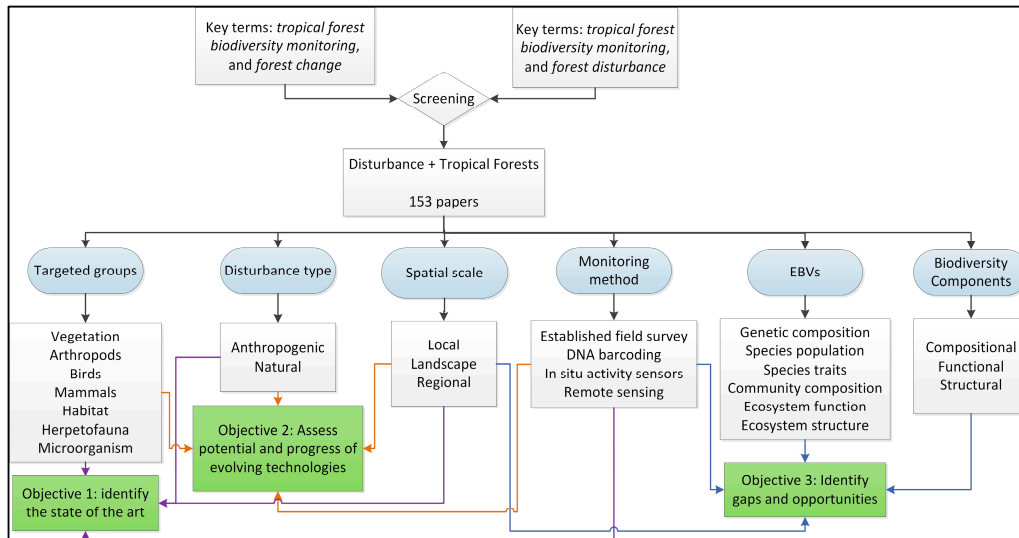 Key terms: tropical forest
biodiversity monitoring,
and forest change
Key terms: tropical forest
biodiversity monitoring,
and forest disturbance
Screening
Disturbance + Tropical Forests
153 papers
Targeted groups
Disturbance type
Spatial scale
Monitoring
method
EBVs
Biodiversity
Components
Vegetation
Arthropods
Birds
Mammals
Habitat
Herpetofauna
Microorganism
Anthropogenic
Natural
Local
Landscape
Regional
Established field survey
DNA barcoding
In situ activity sensors
Remote sensing
Genetic composition
Species population
Species traits
Community composition
Ecosystem function
Ecosystem structure
Compositional
Functional
Structural
Objective 1: identify
the state of the art
Objective 2: Assess
potential and progress of
evolving technologies
Objective 3: Identify
gaps and opportunities